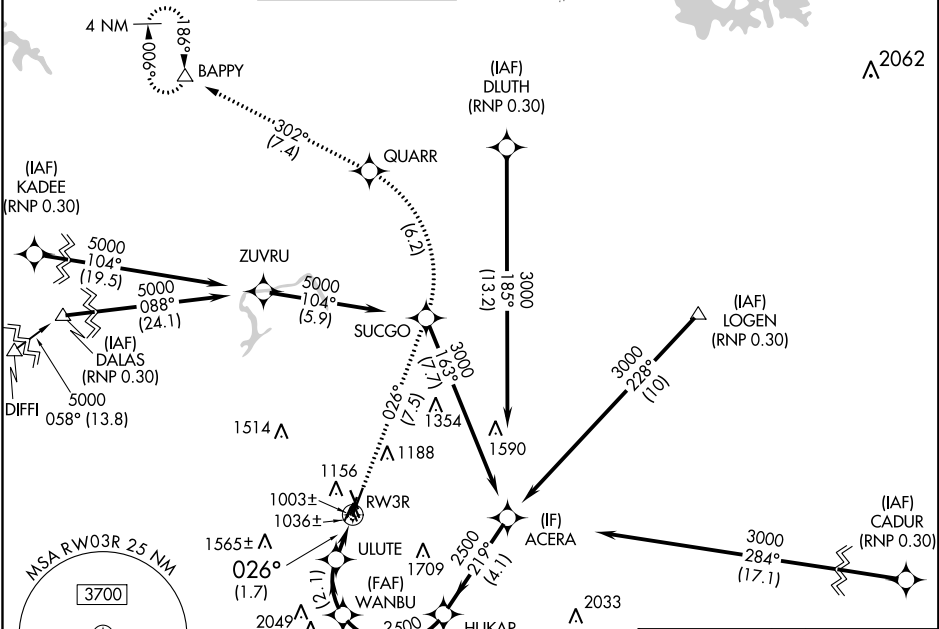 4 NM
006°
186°
BAPPY
2062
(IAF)
DLUTH
(RNP 0.30)
302°
(7.4)
QUARR
(IAF)
KADEE
(RNP 0.30)
(6.2)
5000
104°
(19.5)
ZUVRU
3000
185°
(13.2)
5000
088°
(24.1)
5000
104°
(5.9)
SUCGO
(IAF)
LOGEN
(RNP 0.30)
(IAF)
DALAS
(RNP 0.30)
3000
163°
(7.7)
3000
228°
(10)
DIFFI
5000
058° (13.8)
026°
(7.5)
1354
1514
1590
1188
1156
1003±
RW3R
1036±
(IF)
ACERA
(IAF)
CADUR
(RNP 0.30)
1565±
ULUTE
1709
2500
219°
(4.1)
3000
284°
(17.1)
MSA RW03R 25 NM
026°
(1.7)
(2.1)
(FAF)
WANBU
3700
2049
2500
HUKAR
2033